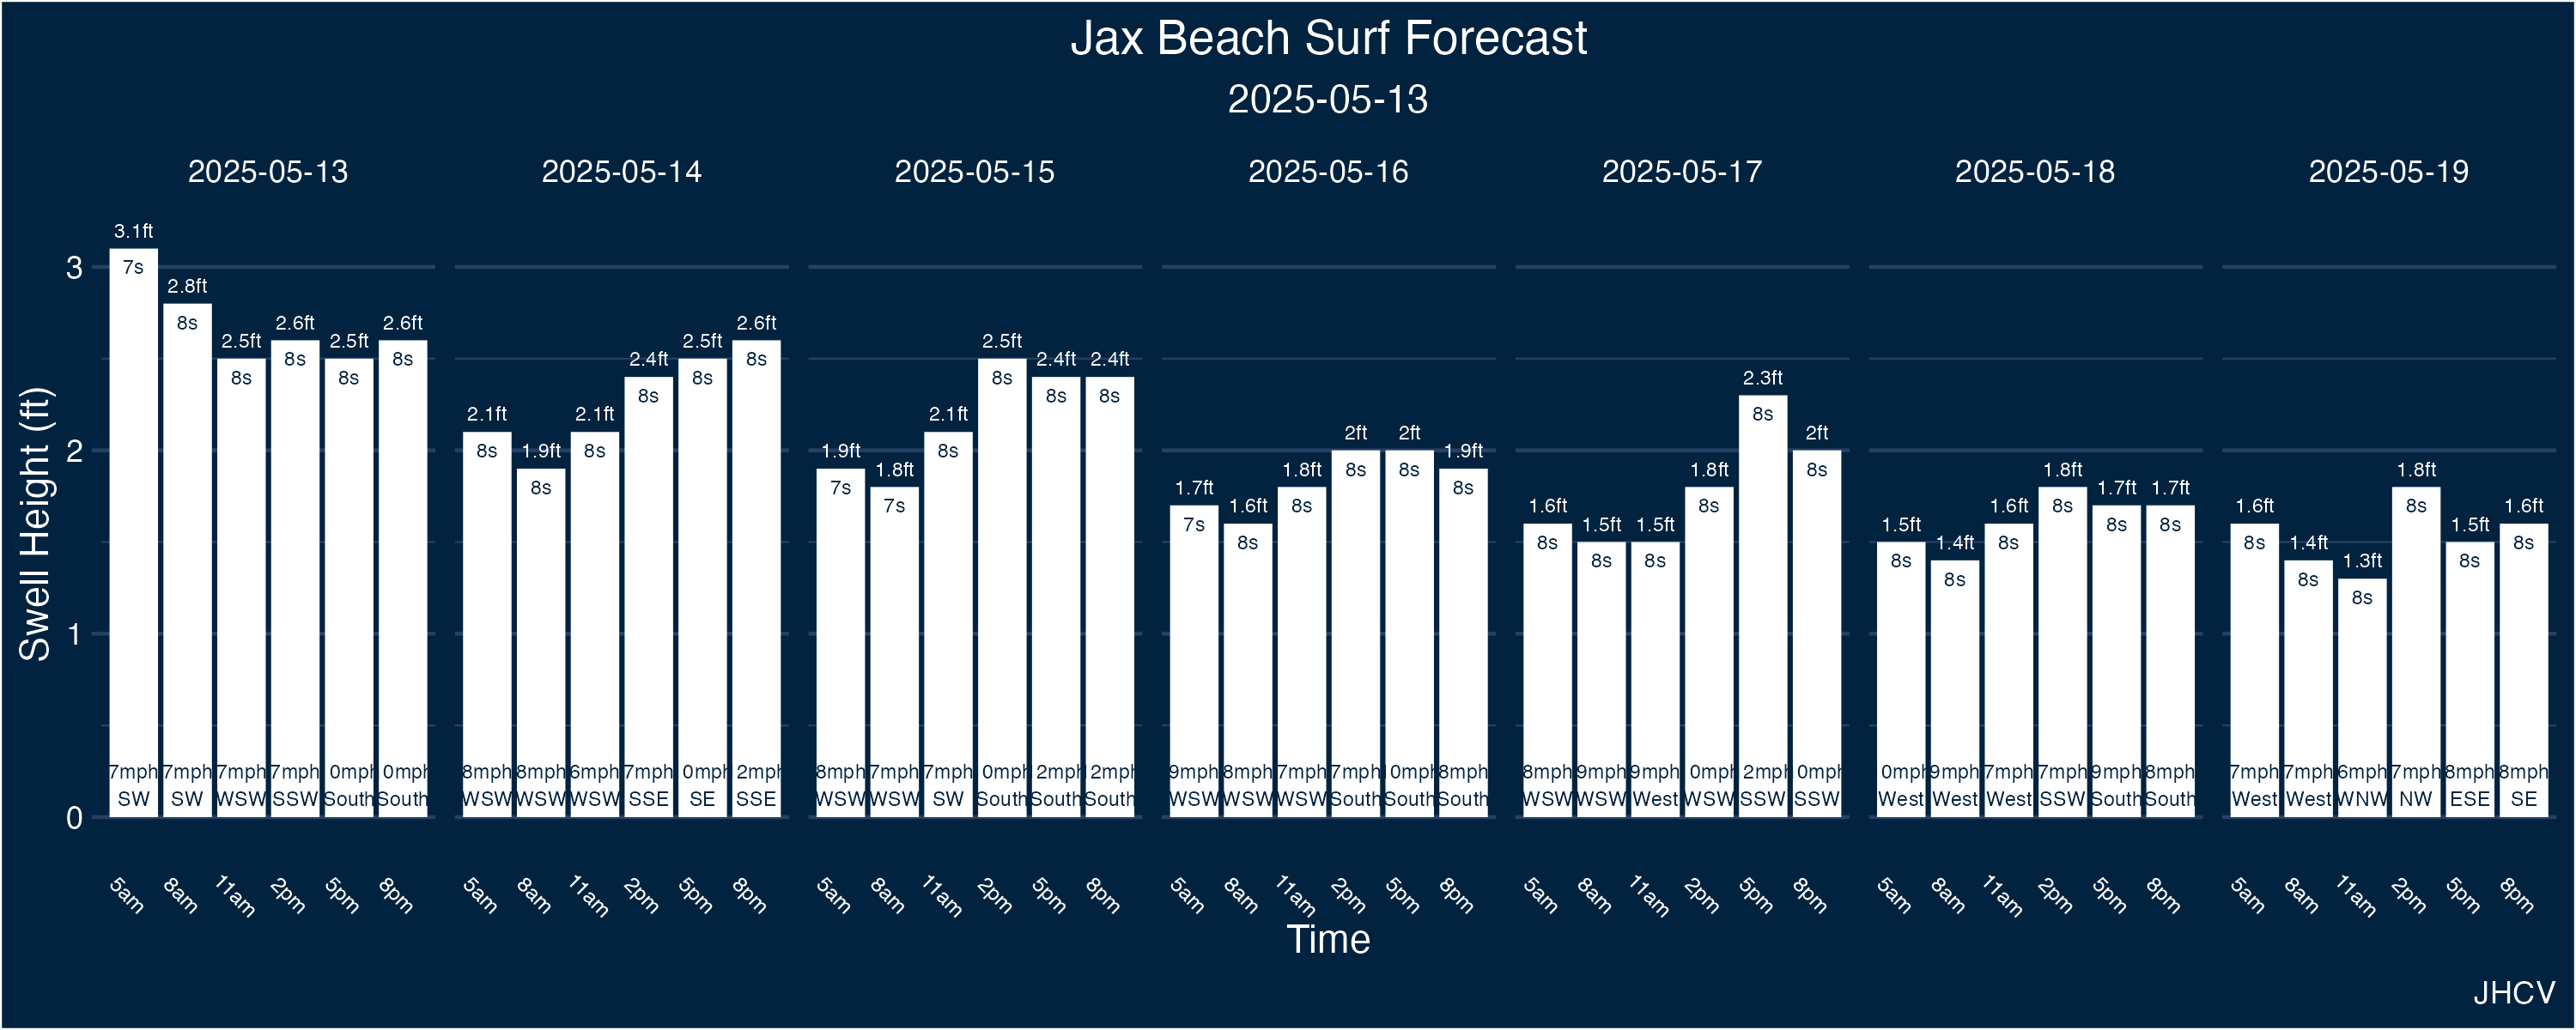 Jax Beach Surf Forecast
2025-05-13
2025-05-13 2025-05-14 2025-05-15 2025-05-16 2025-05-17 2025-05-18 2025-05-19
Swell Height (ft)
3
2
1
0
3.1ft 2.8ft 2.5ft 2.6ft 2.5ft 2.6ft
7s 8s 8s 8s 8s 8s
7mph 7mph 7mph 7mph 0mph 0mph
SW SW WSW SSW South South
2.1ft 1.9ft 2.1ft 2.4ft 2.5ft 2.6ft
8s 8s 8s 8s 8s 8s
8mph 8mph 6mph 7mph 0mph 2mph
WSW WSW WSW SSE SE SSE
1.9ft 1.8ft 2.1ft 2.5ft 2.4ft 2.4ft
7s 7s 8s 8s 8s 8s
8mph 7mph 7mph 0mph 2mph 2mph
WSW WSW SW South South South
1.7ft 1.6ft 1.8ft 2ft 2ft 1.9ft
7s 8s 8s 8s 8s 8s
9mph 8mph 7mph 7mph 0mph 8mph
WSW WSW WSW South South South
1.6ft 1.5ft 1.5ft 1.8ft 2.3ft 2ft
8s 8s 8s 8s 8s 8s
8mph 9mph 9mph 0mph 2mph 0mph
WSW WSW West WSW SSW SSW
1.5ft 1.4ft 1.6ft 1.8ft 1.7ft 1.7ft
8s 8s 8s 8s 8s 8s
0mph 9mph 7mph 7mph 9mph 8mph
West West West SSW South South
1.6ft 1.4ft 1.3ft 1.8ft 1.5ft 1.6ft
8s 8s 8s 8s 8s 8s
7mph 7mph 6mph 7mph 8mph 8mph
West West WNW NW ESE SE
5am 8am 11am 2pm 5pm 8pm 5am 8am 11am 2pm 5pm 8pm 5am 8am 11am 2pm 5pm 8pm 5am 8am 11am 2pm 5pm 8pm 5am 8am 11am 2pm 5pm 8pm 5am 8am 11am 2pm 5pm 8pm 5am 8am 11am 2pm 5pm 8pm
Time
JHCV